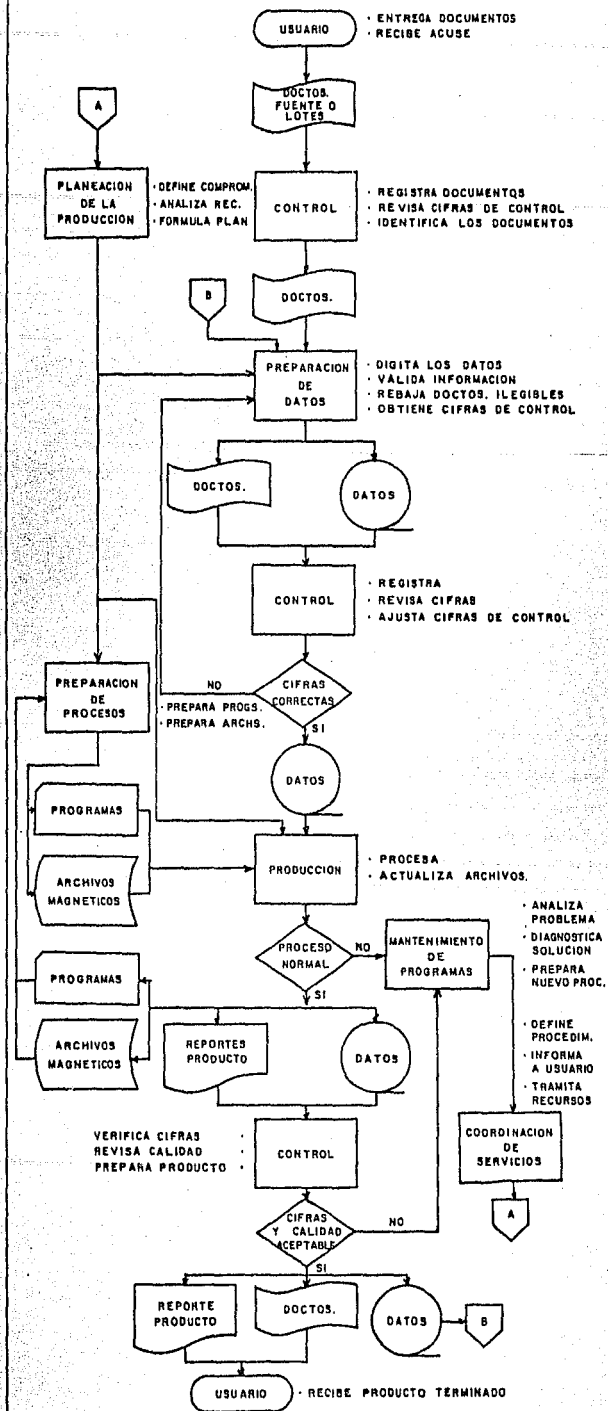 USUARIO
· ENTREGA DOCUMENTOS
· RECIBE ACUSE
DOCTOS.
FUENTE O
LOTES
A
PLANEACION
DE LA
PRODUCCION
· DEFINE COMPROM.
· ANALIZA REC.
· FORMULA PLAN
CONTROL
· REGISTRA DOCUMENTOS
· REVISA CIFRAS DE CONTROL
· IDENTIFICA LOS DOCUMENTOS
DOCTOS.
B
PREPARACION
DE
DATOS
· DIGITA LOS DATOS
· VALIDA INFORMACION
· REBAJA DOCTOS. ILEGIBLES
· OBTIENE CIFRAS DE CONTROL
DOCTOS.
DATOS
CONTROL
· REGISTRA
· REVISA CIFRAS
· AJUSTA CIFRAS DE CONTROL
PREPARACION
DE
PROCESOS
NO
· PREPARA PROGS.
· PREPARA ARCHS.
CIFRAS
CORRECTAS
SI
DATOS
PROGRAMAS
ARCHIVOS
MAGNETICOS
PRODUCCION
· PROCESA
· ACTUALIZA ARCHIVOS.
PROCESO
NORMAL
NO
SI
MANTENIMIENTO
DE
PROGRAMAS
· ANALIZA
PROBLEMA
· DIAGNOSTICA
SOLUCION
· PREPARA
NUEVO PROC.
PROGRAMAS
ARCHIVOS
MAGNETICOS
REPORTES
PRODUCTO
DATOS
· DEFINE
PROCEDIM.
· INFORMA
A USUARIO
· TRAMITA
RECURSOS
COORDINACION
DE
SERVICIOS
A
VERIFICA CIFRAS ·
REVISA CALIDAD ·
PREPARA PRODUCTO ·
CONTROL
CIFRAS
Y CALIDAD
ACEPTABLE
NO
SI
REPORTE
PRODUCTO
DOCTOS.
DATOS
B
USUARIO
· RECIBE PRODUCTO TERMINADO